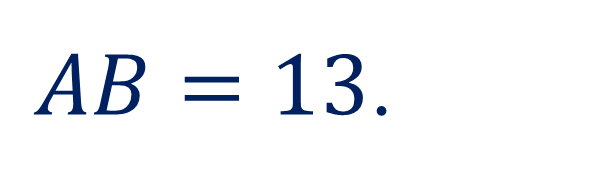 AB = 13.